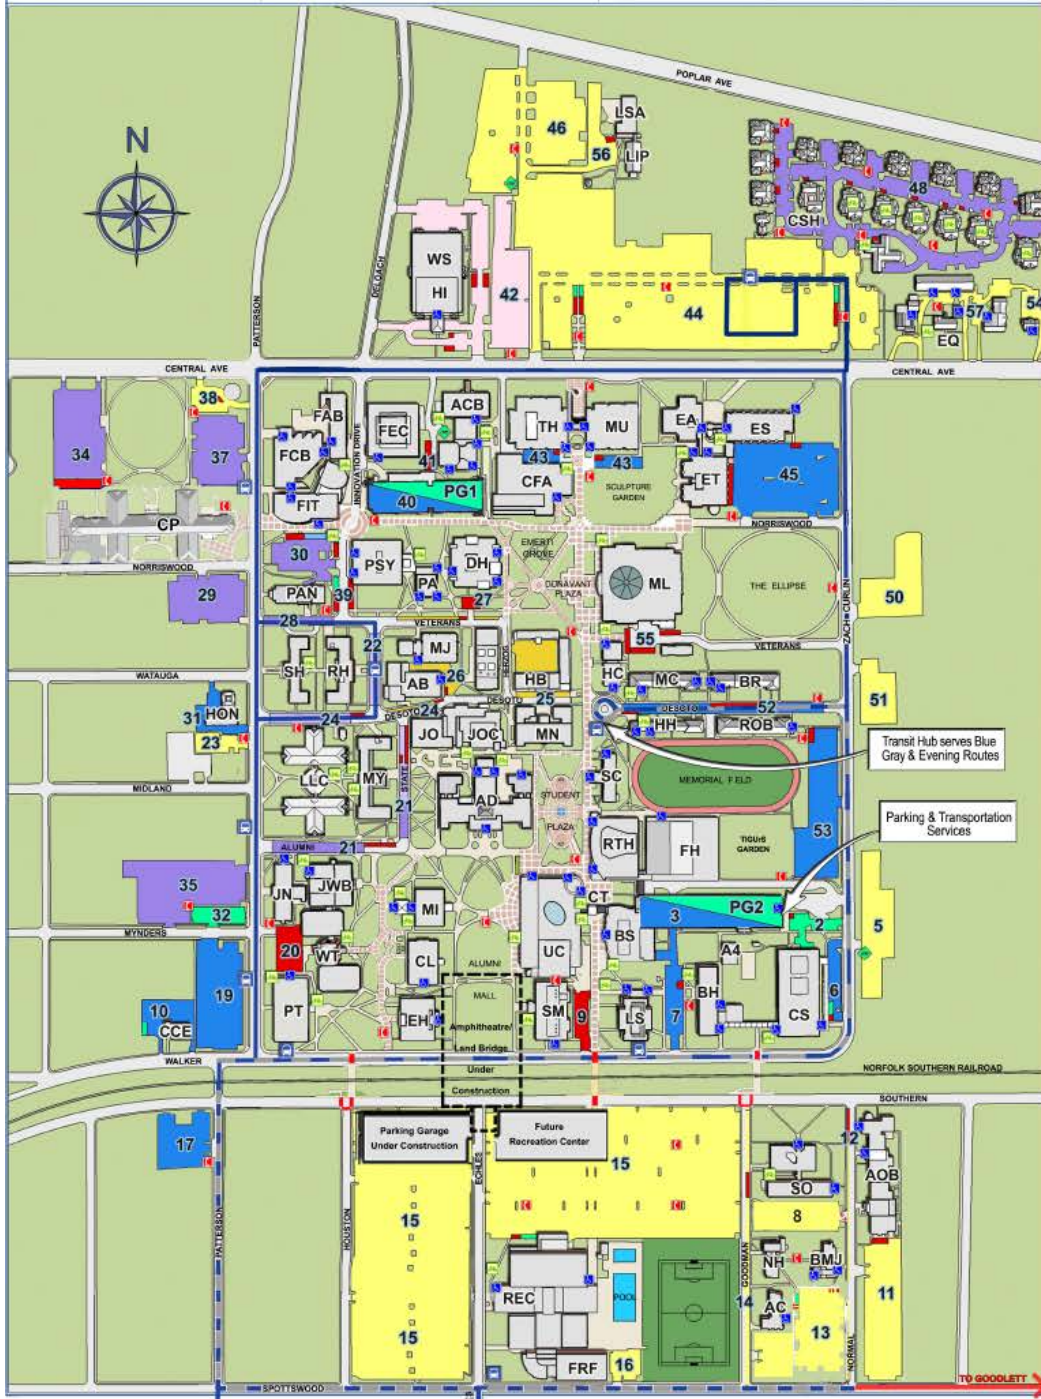 POPLAR AVE
N
46
LSA
56
LIP
48
CSH
WS
HI
42
44
54
57
EQ
PATTERSON
DELOACH
CENTRAL AVE
CENTRAL AVE
38
34
37
FAB
FCB
FEC
ACB
TH
MU
EA
ES
41
43
43
INNOVATION DRIVE
40
PG1
CFA
SCULPTURE
GARDEN
ET
45
FIT
CP
NORRISWOOD
NORRISWOOD
30
PSY
DH
EMERTI
GROVE
PA
DUNAVANT
PLAZA
ML
THE ELLIPSE
ZACH CURLIN
50
29
PAN
39
27
28
VETERANS
22
55
VETERANS
MJ
HERZOG
SH
RH
AB
26
HB
HC
MC
BR
WATAUGA
51
31
HON
24
DESOTO
24
DESOTO
25
DESOTO
52
23
JO
JOC
MN
HH
ROB
Transit Hub serves Blue
Gray & Evening Routes
LC
MY
STATE
SC
MEMORIAL FIELD
MIDLAND
AD
STUDENT
PLAZA
21
Parking & Transportation
Services
53
ALUMNI
21
RTH
FH
TIGUrS
GARDEN
35
JN
JWB
32
MI
CT
3
PG2
2
5
MYNDERS
20
WT
UC
BS
A4
CL
ALUMNI
MALL
19
10
CCE
PT
EH
SM
9
LS
7
BH
CS
6
Amphitheatre/
Land Bridge
Under
Construction
WALKER
NORFOLK SOUTHERN RAILROAD
SOUTHERN
17
Parking Garage
Under Construction
Future
Recreation Center
15
12
AOB
SO
8
PATTERSON
HOUSTON
ECHLES
15
GOODMAN
NH
BMJ
REC
POOL
14
AC
11
15
13
NORMAL
FRF
16
SPOTTSWOOD
TO GOODLETT